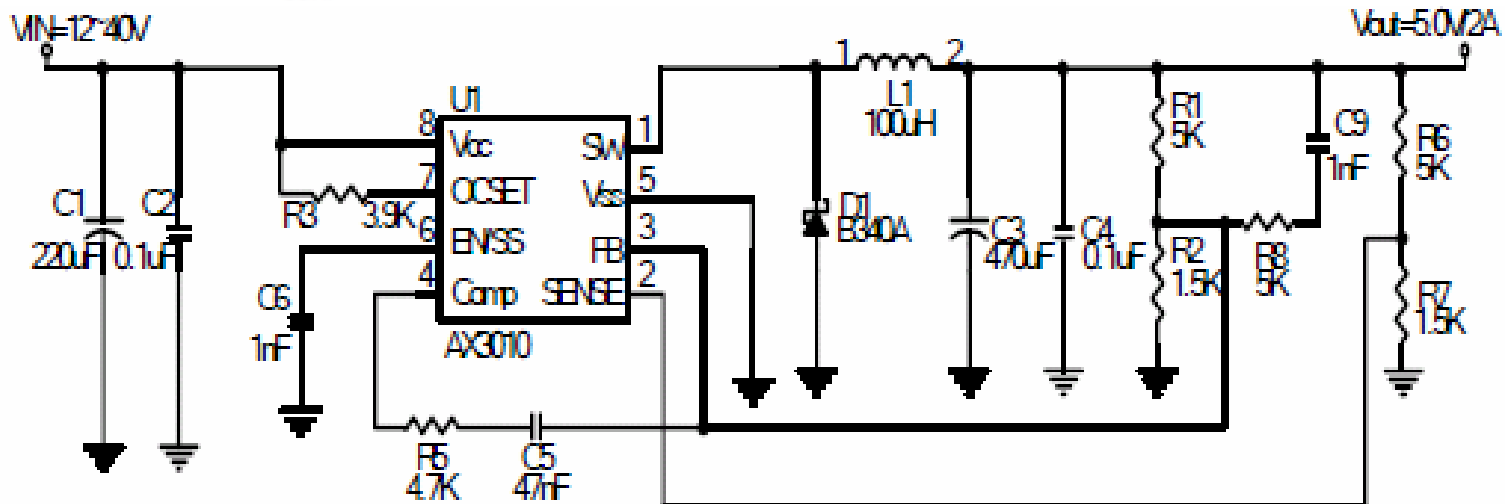 VIN=12~40V
Vout=5.0V/2A
1
2
L1
100uH
U1
8
Vcc
SW
1
7
OCSET
Vss
5
6
EN/SS
FB
3
4
Comp
SENSE
2
AX3010
C1
220uF
C2
0.1uF
R3
3.9K
C6
1nF
R5
4.7K
C5
47nF
D1
B340A
C3
470uF
C4
0.1uF
R1
5K
R2
1.5K
C9
1nF
R8
5K
R6
5K
R7
1.5K